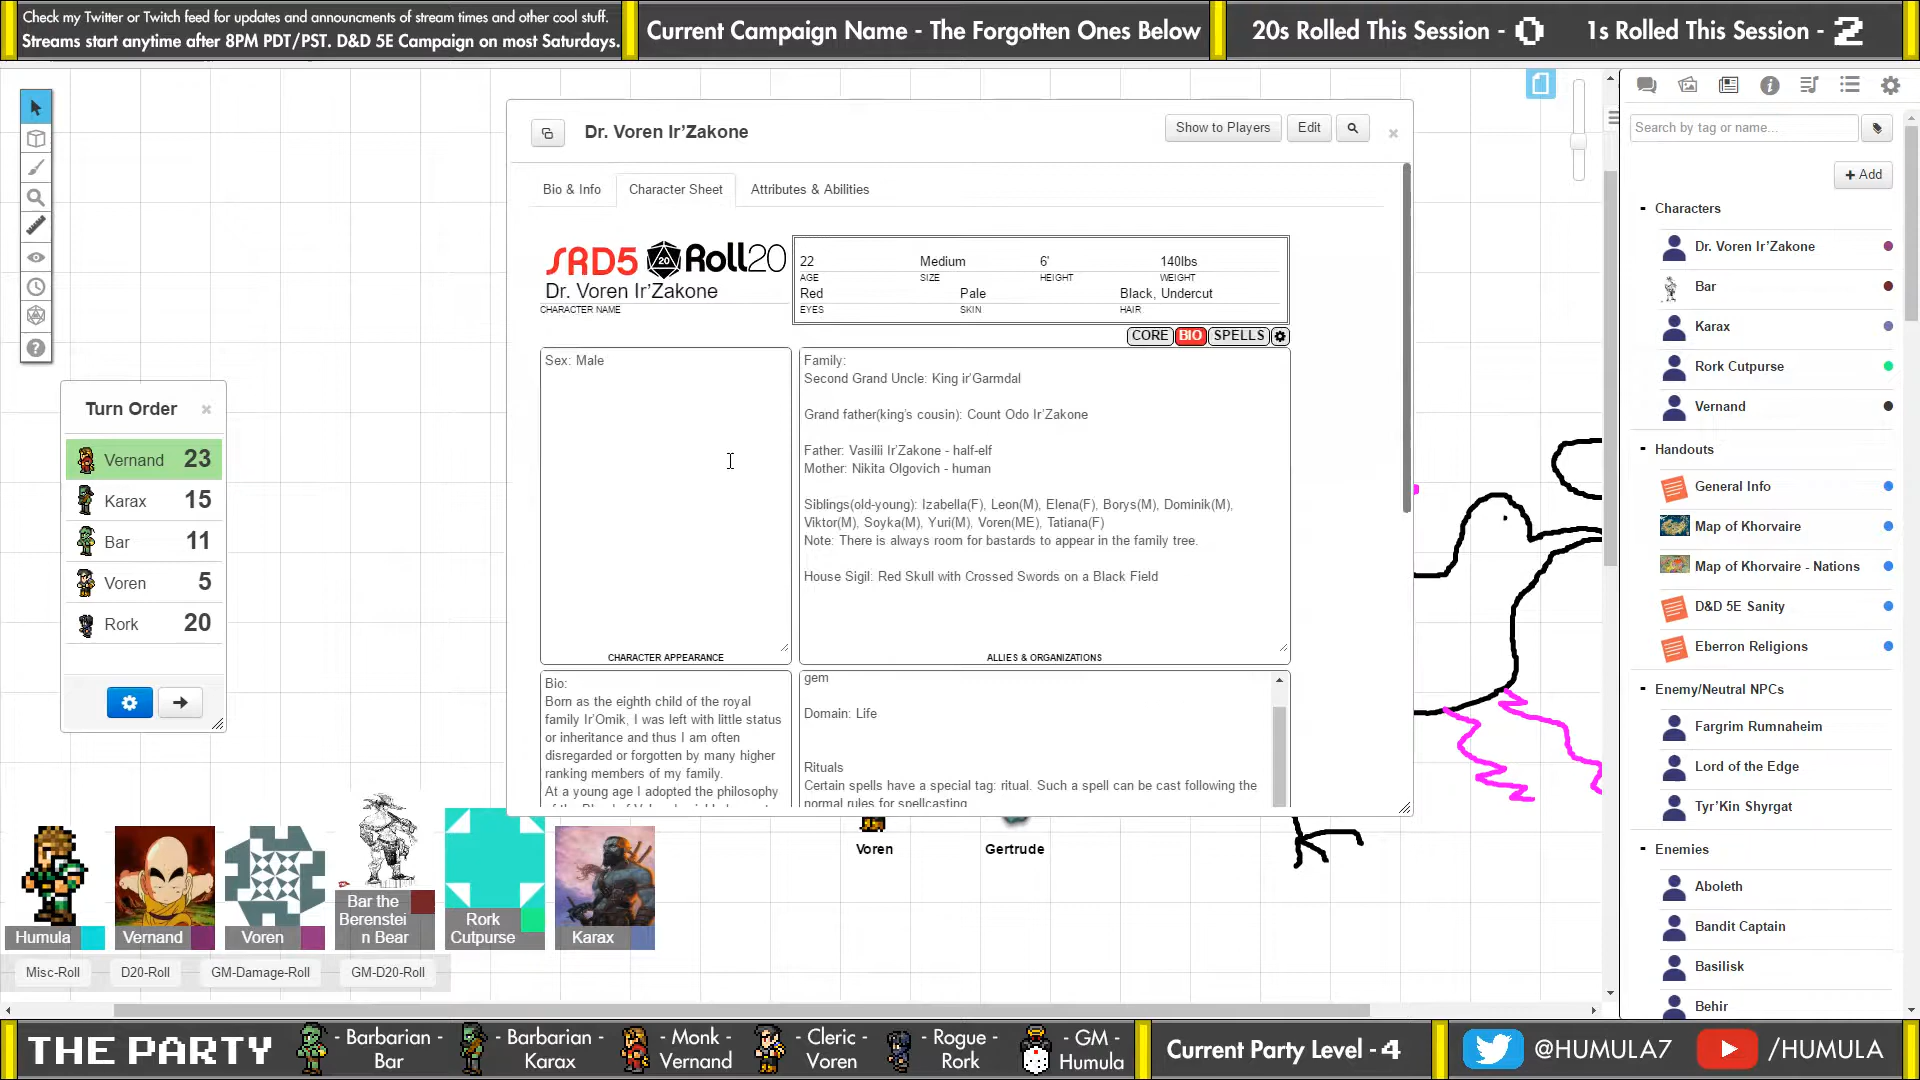 Check my Twitter or Twitch feed for updates and announcments of stream times and other cool stuff.
Streams start anytime after 8PM PDT/PST. D&D 5E Campaign on most Saturdays.
Current Campaign Name - The Forgotten Ones Below
20s Rolled This Session - 0
1s Rolled This Session - 2
Dr. Voren Ir'Zakone
Show to Players
Edit
Bio & Info
Character Sheet
Attributes & Abilities
SRD5 20 Roll20
Dr. Voren Ir'Zakone
CHARACTER NAME
22 Medium 6' 140lbs
AGE SIZE HEIGHT WEIGHT
Red Pale Black, Undercut
EYES SKIN HAIR
CORE BIO SPELLS
Sex: Male
CHARACTER APPEARANCE
Family:
Second Grand Uncle: King ir'Garmdal
Grand father(king's cousin): Count Odo Ir'Zakone
Father: Vasilii Ir'Zakone - half-elf
Mother: Nikita Olgovich - human
Siblings(old-young): Izabella(F), Leon(M), Elena(F), Borys(M), Dominik(M),
Viktor(M), Soyka(M), Yuri(M), Voren(ME), Tatiana(F)
Note: There is always room for bastards to appear in the family tree.
House Sigil: Red Skull with Crossed Swords on a Black Field
ALLIES & ORGANIZATIONS
Bio:
Born as the eighth child of the royal
family Ir'Omik, I was left with little status
or inheritance and thus I am often
disregarded or forgotten by many higher
ranking members of my family.
At a young age I adopted the philosophy
gem
Domain: Life
Rituals
Certain spells have a special tag: ritual. Such a spell can be cast following the
normal rules for spellcasting
Turn Order
Vernand 23
Karax 15
Bar 11
Voren 5
Rork 20
Voren
Gertrude
Humula
Vernand
Voren
Bar the
Berenstei
n Bear
Rork
Cutpurse
Karax
Misc-Roll
D20-Roll
GM-Damage-Roll
GM-D20-Roll
Search by tag or name...
+ Add
Characters
Dr. Voren Ir'Zakone
Bar
Karax
Rork Cutpurse
Vernand
Handouts
General Info
Map of Khorvaire
Map of Khorvaire - Nations
D&D 5E Sanity
Eberron Religions
Enemy/Neutral NPCs
Fargrim Rumnaheim
Lord of the Edge
Tyr'Kin Shyrgat
Enemies
Aboleth
Bandit Captain
Basilisk
Behir
THE PARTY
- Barbarian -
Bar
- Barbarian -
Karax
- Monk -
Vernand
- Cleric -
Voren
- Rogue -
Rork
- GM -
Humula
Current Party Level - 4
@HUMULA7
/HUMULA